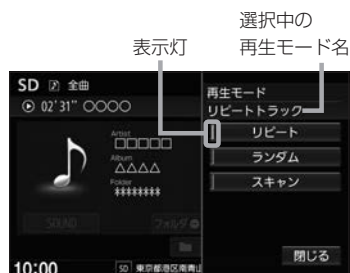 選択中の
表示灯 再生モード名
SD 全曲
02'31" ○○○○
再生モード
リピートトラック
リピート
Artist
□□□□□
ランダム
Album
△△△△
スキャン
Folder
********
SOUND フォルダ
閉じる
10:00 SD 東京都港区南青山